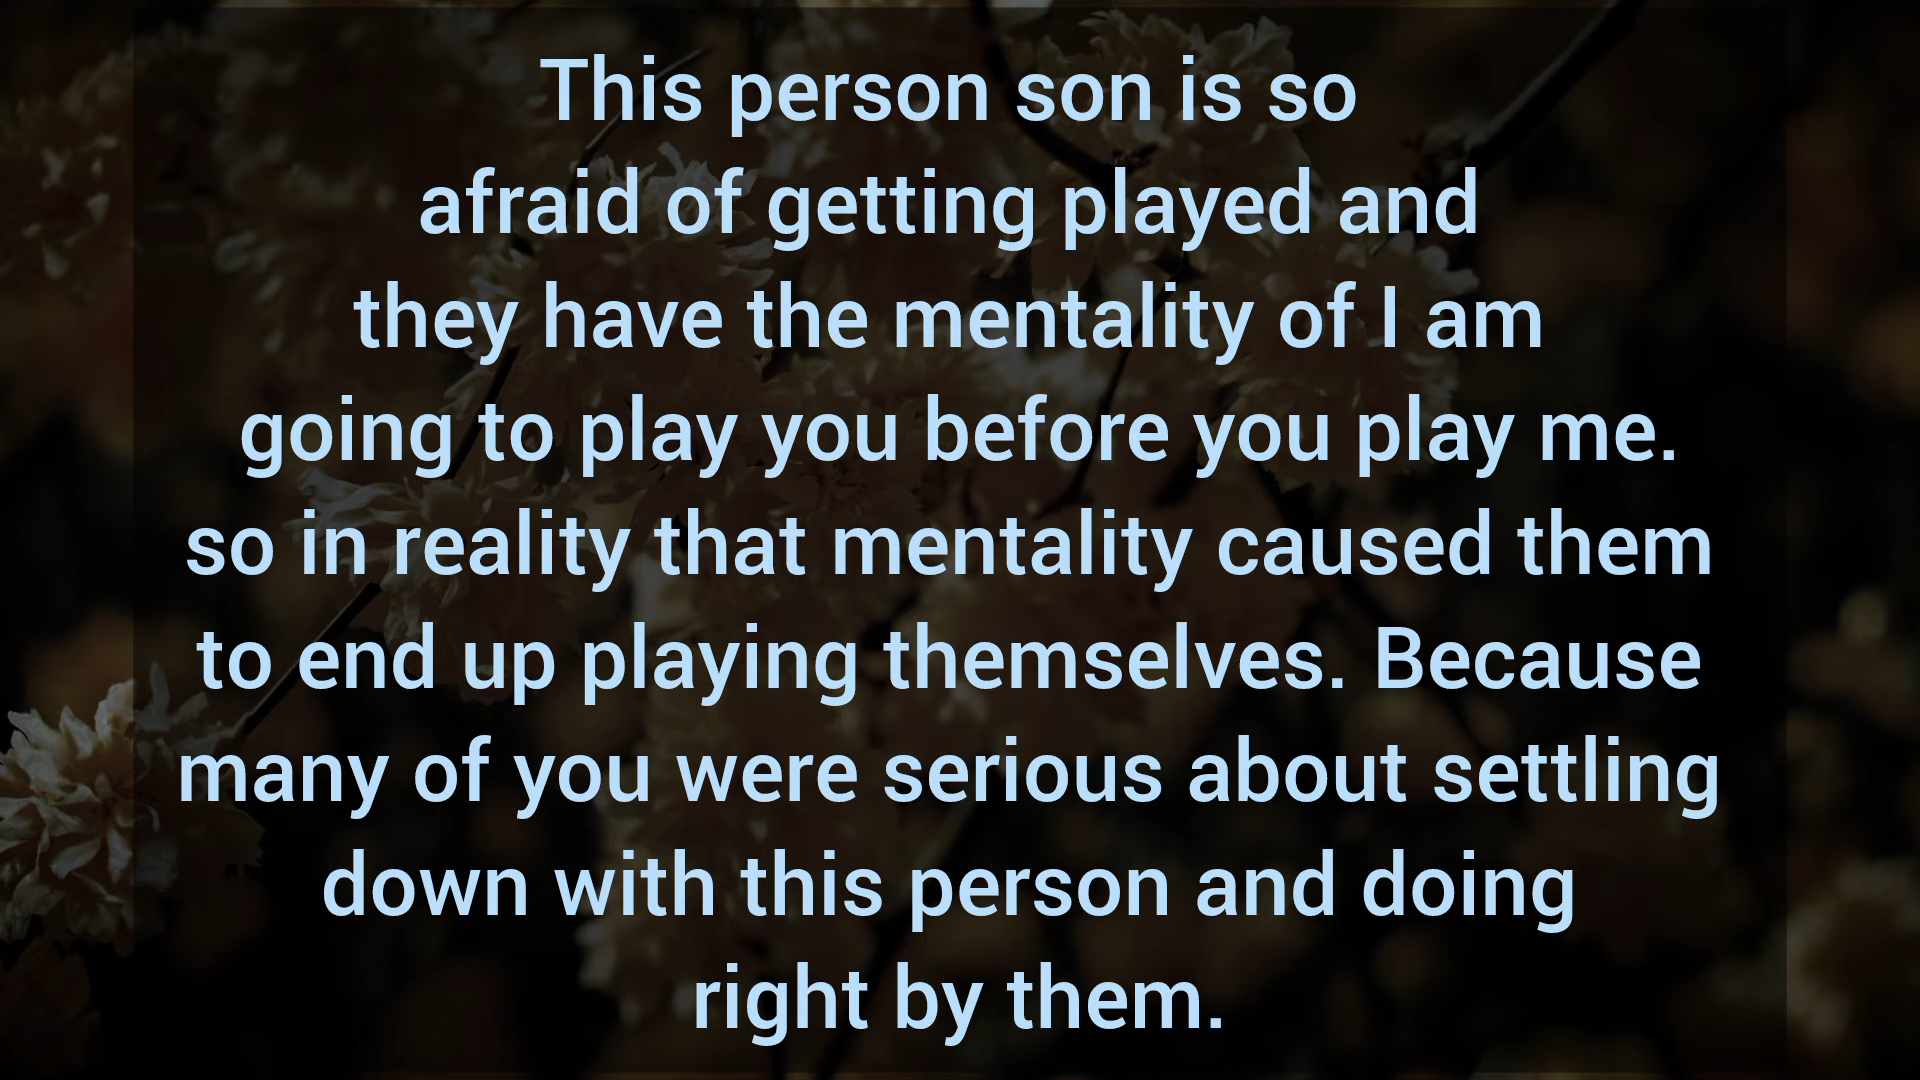 This person son is so
afraid of getting played and
they have the mentality of I am
going to play you before you play me.
so in reality that mentality caused them
to end up playing themselves. Because
many of you were serious about settling
down with this person and doing
right by them.